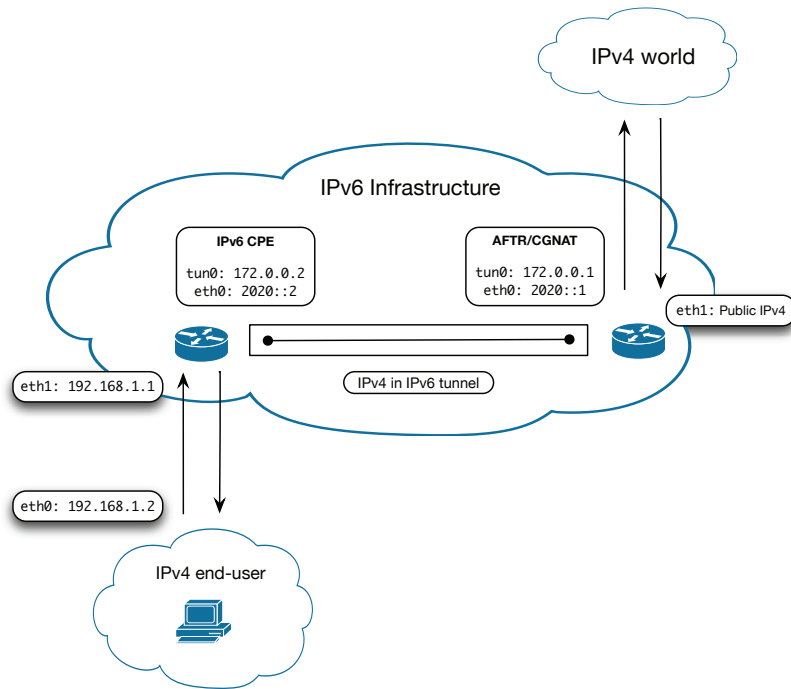 IPv4 world
IPv6 Infrastructure
IPv6 CPE
tun0: 172.0.0.2
eth0: 2020::2
AFTR/CGNAT
tun0: 172.0.0.1
eth0: 2020::1
eth1: Public IPv4
IPv4 in IPv6 tunnel
eth1: 192.168.1.1
eth0: 192.168.1.2
IPv4 end-user